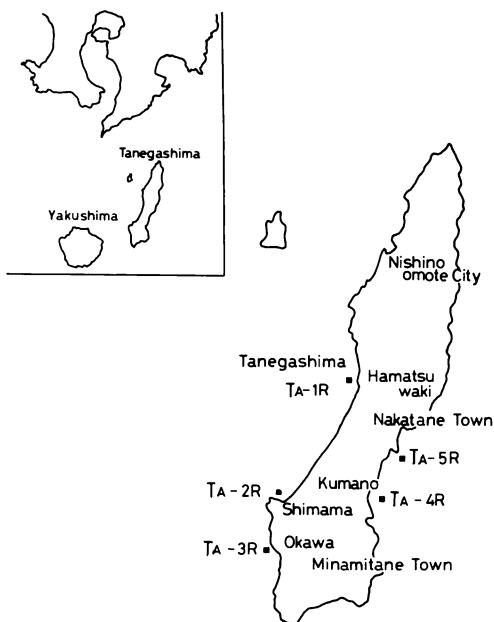 Tanegashima
Yakushima
Nishino
omote City
Tanegashima
TA-1R
Hamatsu
waki
Nakatane Town
TA-5R
Kumano
TA-2R
TA-4R
Shimama
TA-3R
Okawa
Minamitane Town